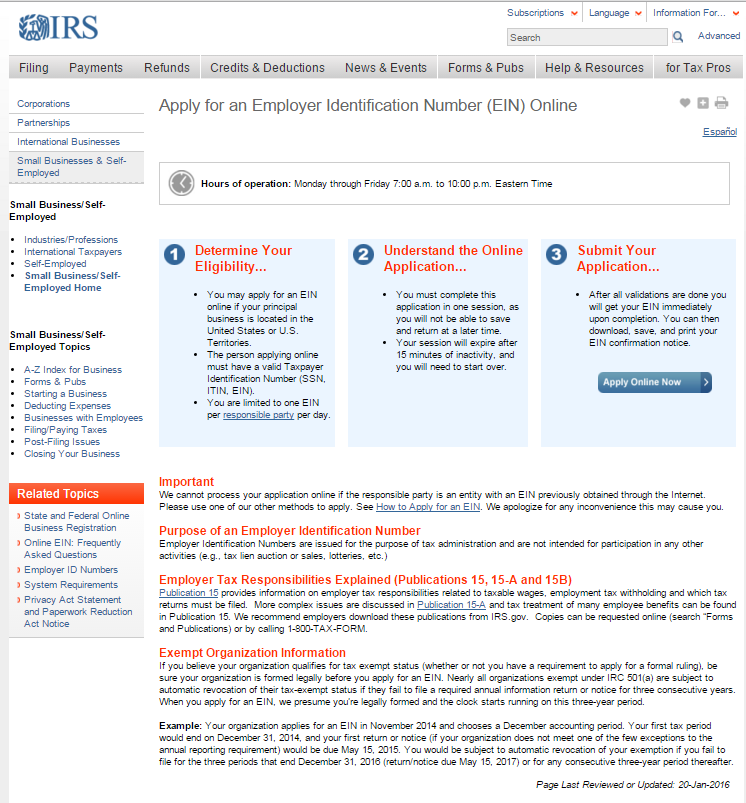 Subscriptions Language Information For...
IRS
Search Advanced
Filing Payments Refunds Credits & Deductions News & Events Forms & Pubs Help & Resources for Tax Pros
Corporations
Partnerships
International Businesses
Small Businesses & Self-
Employed
Small Business/Self-
Employed
Industries/Professions
International Taxpayers
Self-Employed
Small Business/Self-
Employed Home
Small Business/Self-
Employed Topics
A-Z Index for Business
Forms & Pubs
Starting a Business
Deducting Expenses
Businesses with Employees
Filing/Paying Taxes
Post-Filing Issues
Closing Your Business
Related Topics
State and Federal Online
Business Registration
Online EIN: Frequently
Asked Questions
Employer ID Numbers
System Requirements
Privacy Act Statement
and Paperwork Reduction
Act Notice
Apply for an Employer Identification Number (EIN) Online
Español
Hours of operation: Monday through Friday 7:00 a.m. to 10:00 p.m. Eastern Time
1 Determine Your
Eligibility...
You may apply for an EIN
online if your principal
business is located in the
United States or U.S.
Territories.
The person applying online
must have a valid Taxpayer
Identification Number (SSN,
ITIN, EIN).
You are limited to one EIN
per responsible party per day.
2 Understand the Online
Application...
You must complete this
application in one session, as
you will not be able to save
and return at a later time.
Your session will expire after
15 minutes of inactivity, and
you will need to start over.
3 Submit Your
Application...
After all validations are done you
will get your EIN immediately
upon completion. You can then
download, save, and print your
EIN confirmation notice.
Apply Online Now
Important
We cannot process your application online if the responsible party is an entity with an EIN previously obtained through the Internet.
Please use one of our other methods to apply. See How to Apply for an EIN. We apologize for any inconvenience this may cause you.
Purpose of an Employer Identification Number
Employer Identification Numbers are issued for the purpose of tax administration and are not intended for participation in any other
activities (e.g., tax lien auction or sales, lotteries, etc.)
Employer Tax Responsibilities Explained (Publications 15, 15-A and 15B)
Publication 15 provides information on employer tax responsibilities related to taxable wages, employment tax withholding and which tax
returns must be filed. More complex issues are discussed in Publication 15-A and tax treatment of many employee benefits can be found
in Publication 15. We recommend employers download these publications from IRS.gov. Copies can be requested online (search "Forms
and Publications) or by calling 1-800-TAX-FORM.
Exempt Organization Information
If you believe your organization qualifies for tax exempt status (whether or not you have a requirement to apply for a formal ruling), be
sure your organization is formed legally before you apply for an EIN. Nearly all organizations exempt under IRC 501(a) are subject to
automatic revocation of their tax-exempt status if they fail to file a required annual information return or notice for three consecutive years.
When you apply for an EIN, we presume you're legally formed and the clock starts running on this three-year period.
Example: Your organization applies for an EIN in November 2014 and chooses a December accounting period. Your first tax period
would end on December 31, 2014, and your first return or notice (if your organization does not meet one of the few exceptions to the
annual reporting requirement) would be due May 15, 2015. You would be subject to automatic revocation of your exemption if you fail to
file for the three periods that end December 31, 2016 (return/notice due May 15, 2017) or for any consecutive three-year period thereafter.
Page Last Reviewed or Updated: 20-Jan-2016